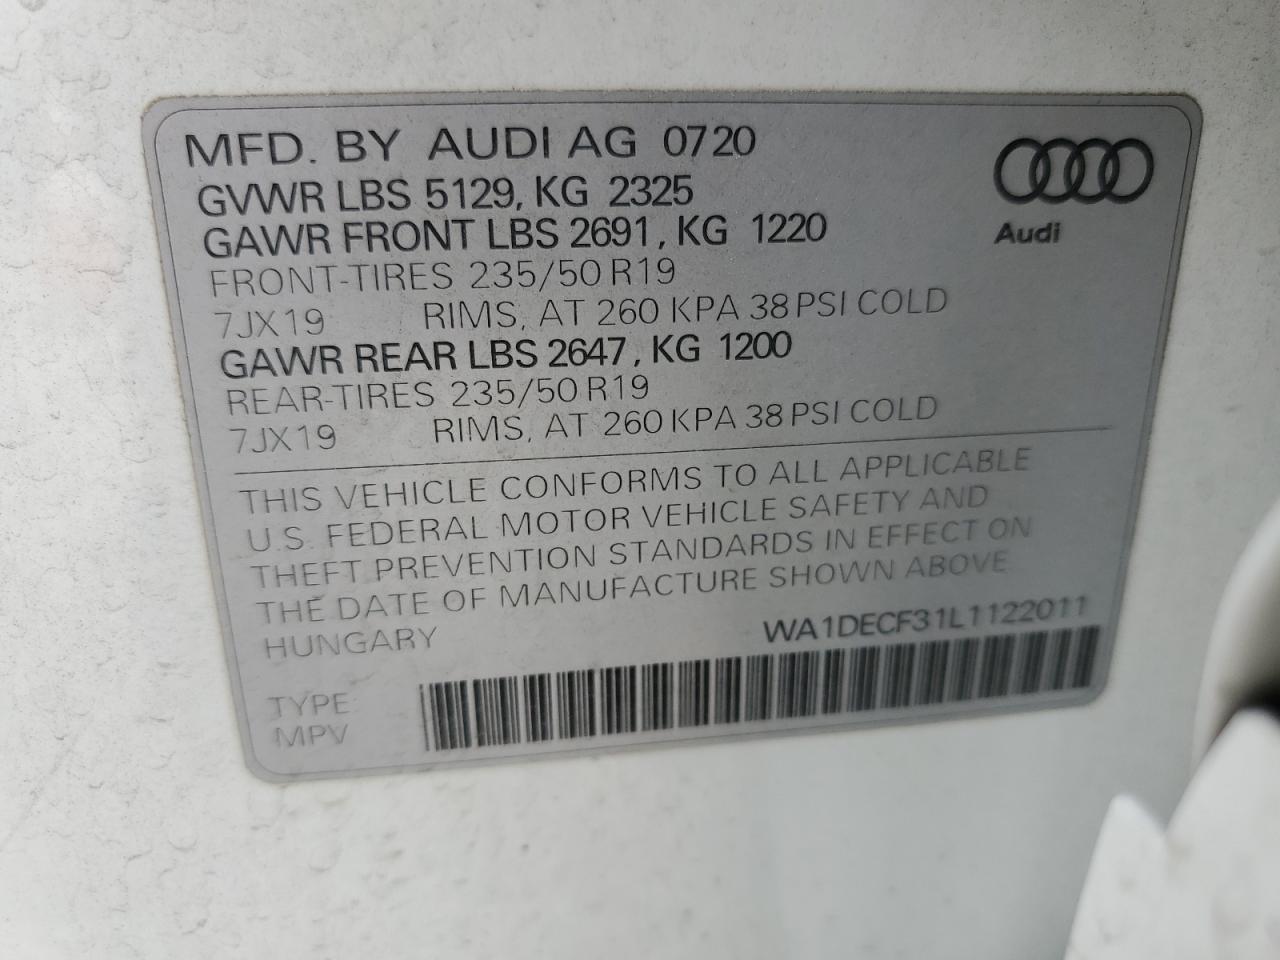 MFD. BY AUDI AG 0720
GVWR LBS 5129, KG 2325
GAWR FRONT LBS 2691, KG 1220
FRONT-TIRES 235/50 R19
7JX19 RIMS, AT 260 KPA 38 PSI COLD
GAWR REAR LBS 2647, KG 1200
REAR-TIRES 235/50 R19
7JX19 RIMS, AT 260 KPA 38 PSI COLD
Audi
THIS VEHICLE CONFORMS TO ALL APPLICABLE
U.S. FEDERAL MOTOR VEHICLE SAFETY AND
THEFT PREVENTION STANDARDS IN EFFECT ON
THE DATE OF MANUFACTURE SHOWN ABOVE
HUNGARY WA1DECF31L1122011
TYPE:
MPV